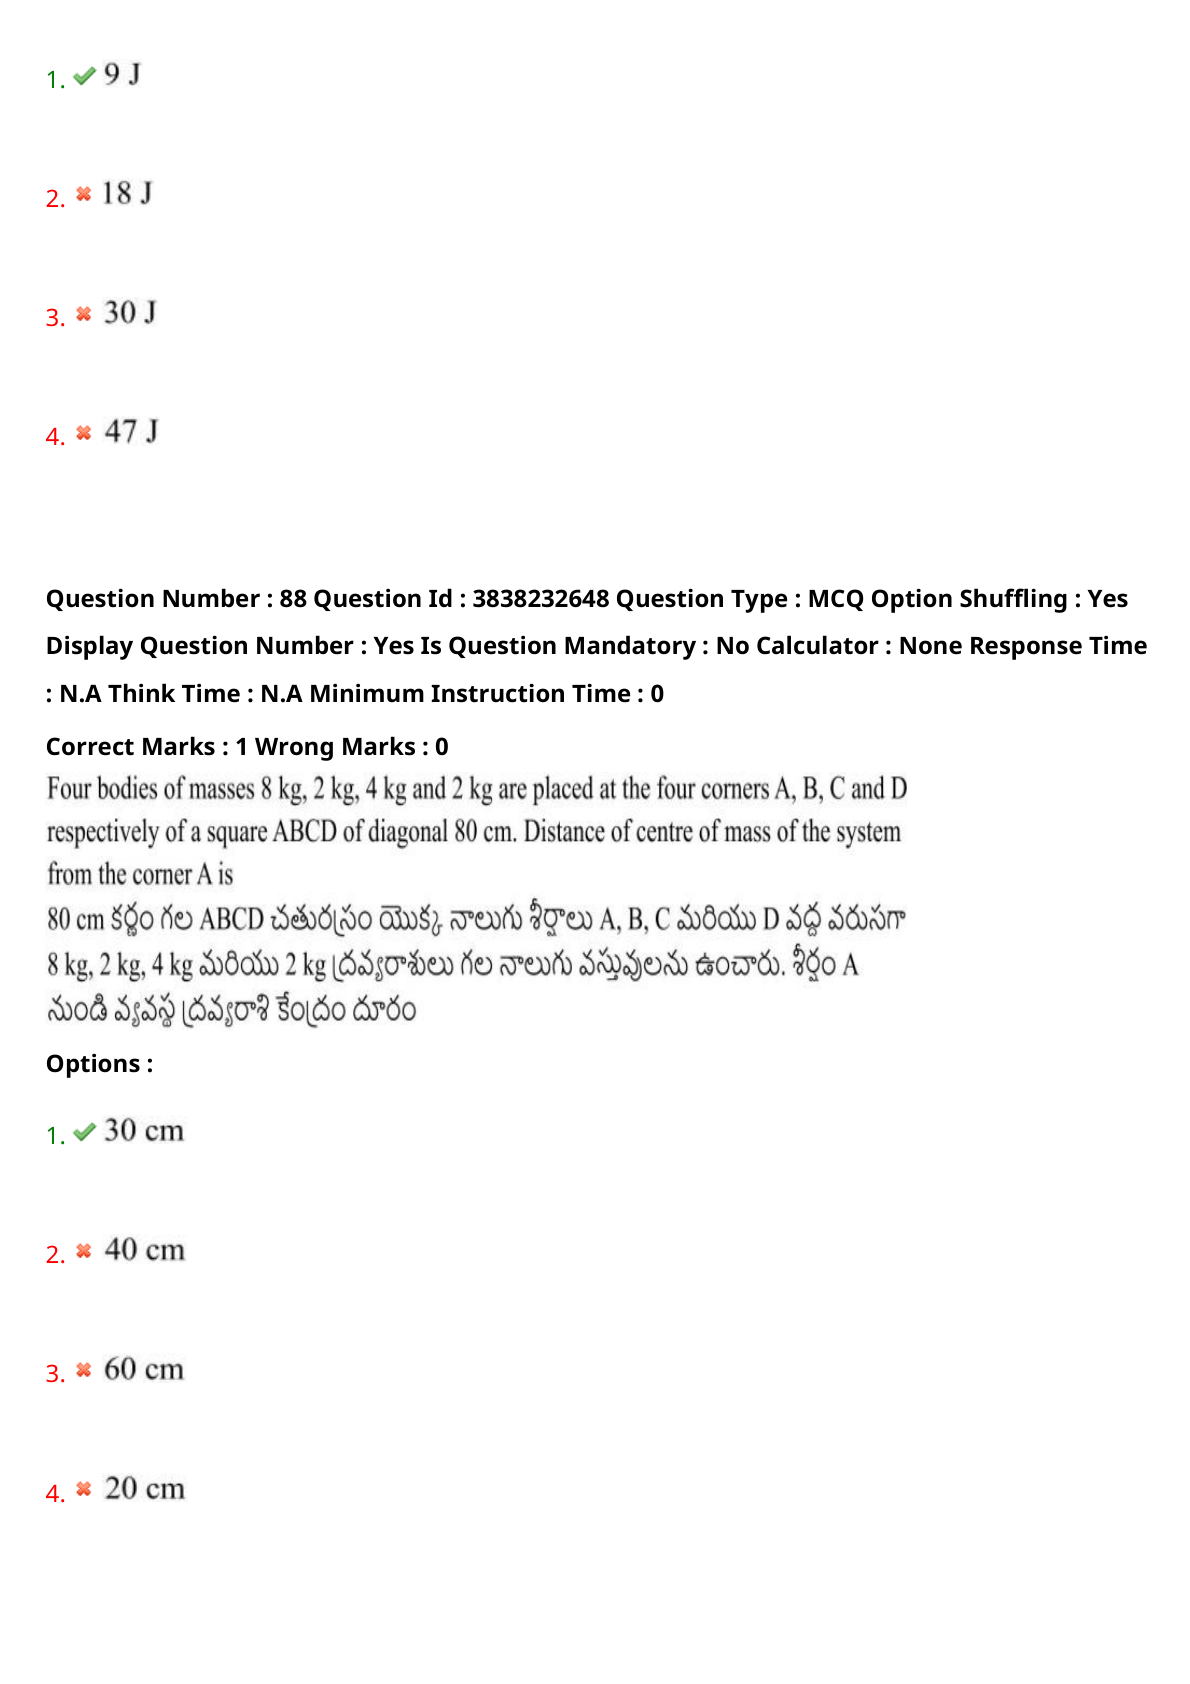 1. 9 J
2. 18 J
3. 30 J
4. 47 J
Question Number : 88 Question Id : 3838232648 Question Type : MCQ Option Shuffling : Yes
Display Question Number : Yes Is Question Mandatory : No Calculator : None Response Time
: N.A Think Time : N.A Minimum Instruction Time : 0
Correct Marks : 1 Wrong Marks : 0
Four bodies of masses 8 kg, 2 kg, 4 kg and 2 kg are placed at the four corners A, B, C and D
respectively of a square ABCD of diagonal 80 cm. Distance of centre of mass of the system
from the corner A is
80 cm కర్ణం గల ABCD చతురస్రం యొక్క నాలుగు శీర్షాలు A, B, C మరియు D వద్ద వరుసగా
8 kg, 2 kg, 4 kg మరియు 2 kg ద్రవ్యరాశులు గల నాలుగు వస్తువులను ఉంచారు. శీర్షం A
నుండి వ్యవస్థ ద్రవ్యరాశి కేంద్రం దూరం
Options :
1. 30 cm
2. 40 cm
3. 60 cm
4. 20 cm